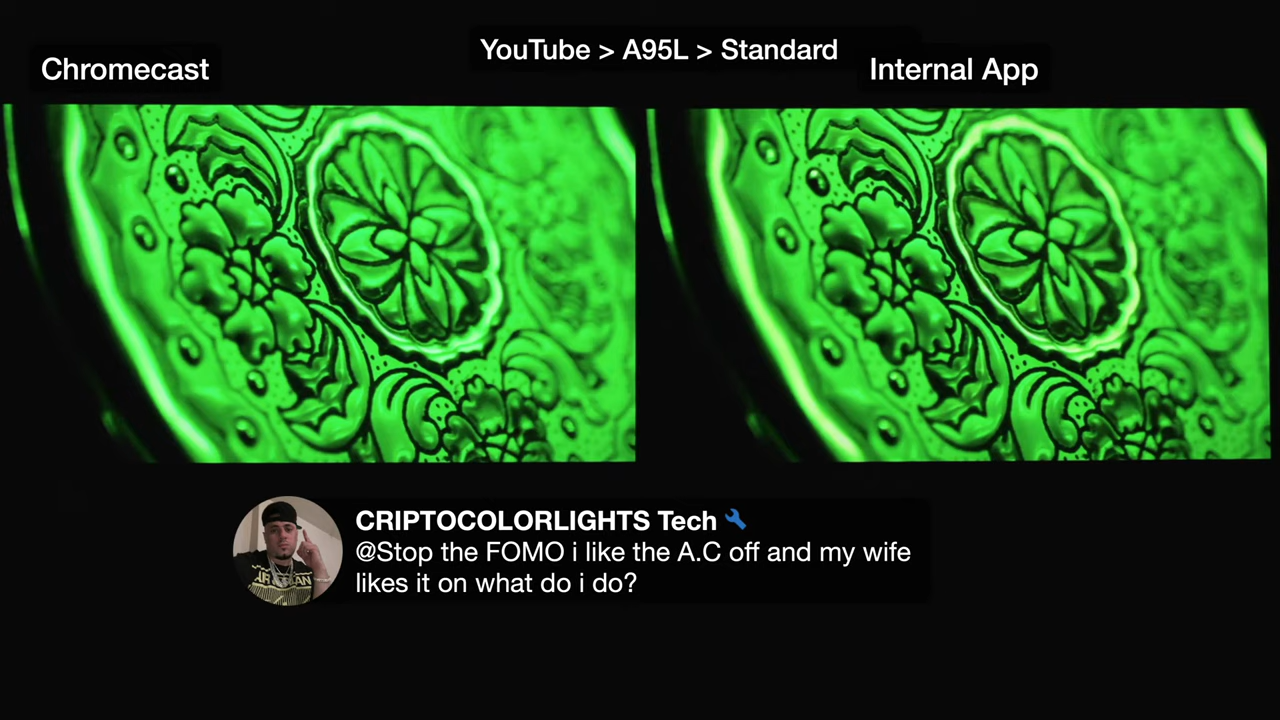 YouTube > A95L > Standard
Chromecast
Internal App
CRIPTOCOLORLIGHTS Tech
@Stop the FOMO i like the A.C off and my wife
likes it on what do i do?